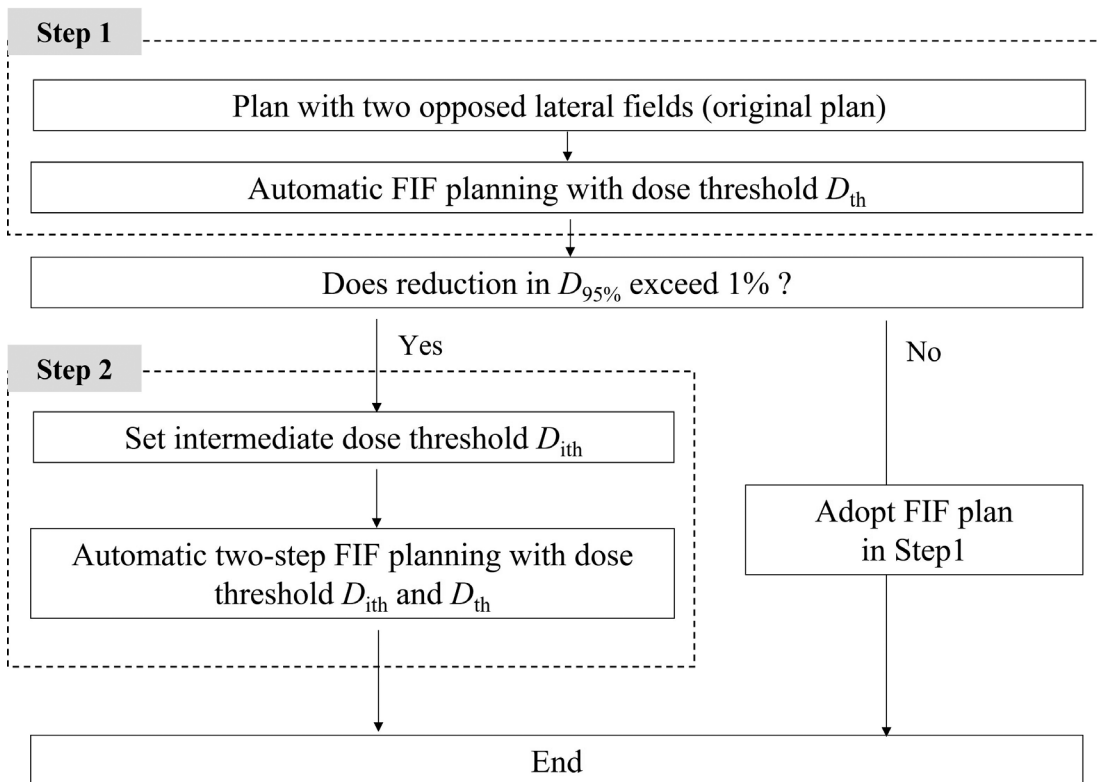 Step 1
Plan with two opposed lateral fields (original plan)
Automatic FIF planning with dose threshold Dth
Does reduction in D95% exceed 1% ?
Yes
No
Step 2
Set intermediate dose threshold Dith
Automatic two-step FIF planning with dose
threshold Dith and Dth
Adopt FIF plan
in Step1
End